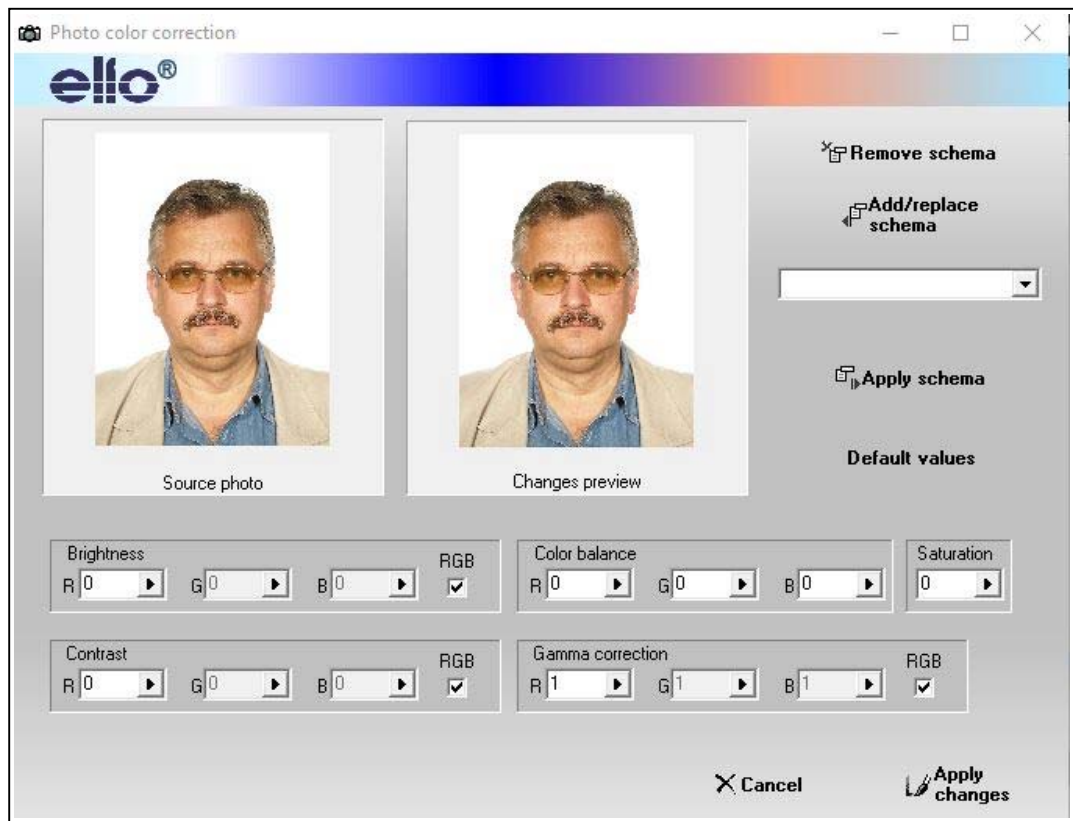 Photo color correction
elfo®
Remove schema
Add/replace
schema
Apply schema
Default values
Source photo
Changes preview
Brightness
RGB
R 0 G 0 B 0
Color balance
R 0 G 0 B 0
Saturation
0
Contrast
RGB
R 0 G 0 B 0
Gamma correction
RGB
R 1 G 1 B 1
Cancel
Apply
changes